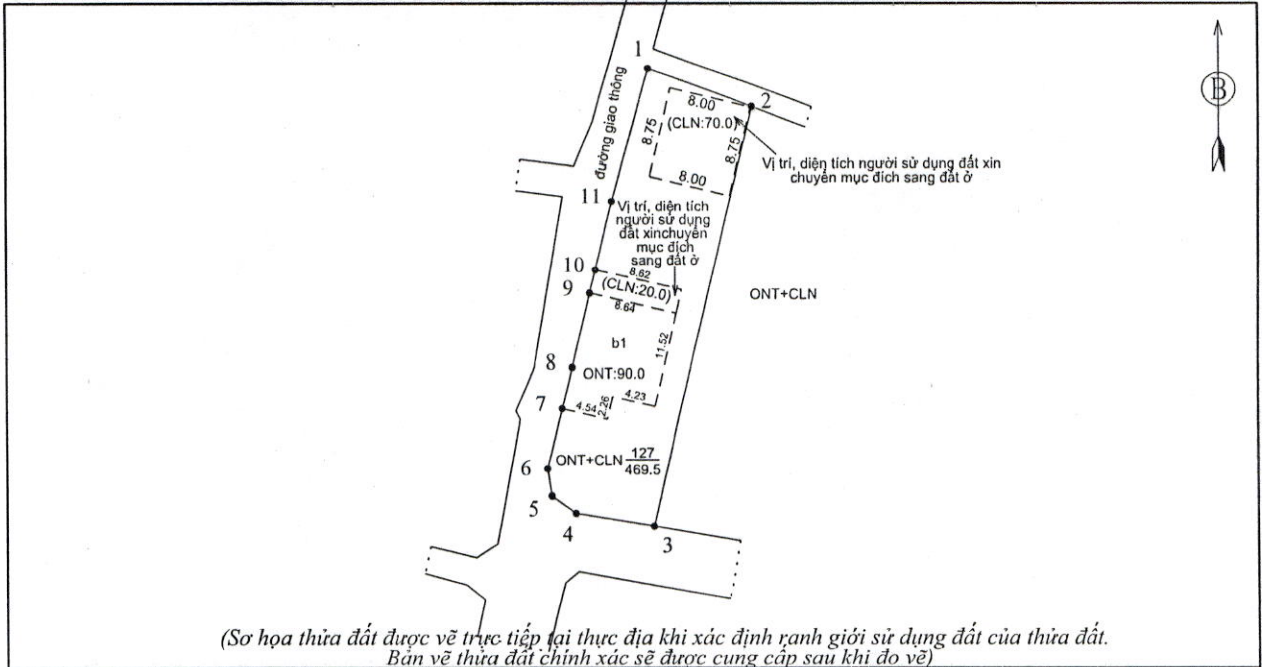 1
B
2
8.00
(CLN:70.0)
đường giao thông
8.75
8.75
Vị trí, diện tích người sử dụng đất xin
chuyển mục đích sang đất ở
8.00
11
Vị trí, diện tích
người sử dụng
đất xinchuyển
mục đích
sang đất ở
10
8.62
(CLN:20.0)
9
8.64
ONT+CLN
b1
11.52
8
ONT:90.0
7
4.54
2.26
4.23
6
ONT+CLN 127
469.5
5
4
3
(Sơ họa thửa đất được vẽ trực tiếp tại thực địa khi xác định ranh giới sử dụng đất của thửa đất.
Bản vẽ thửa đất chính xác sẽ được cung cấp sau khi đo vẽ)